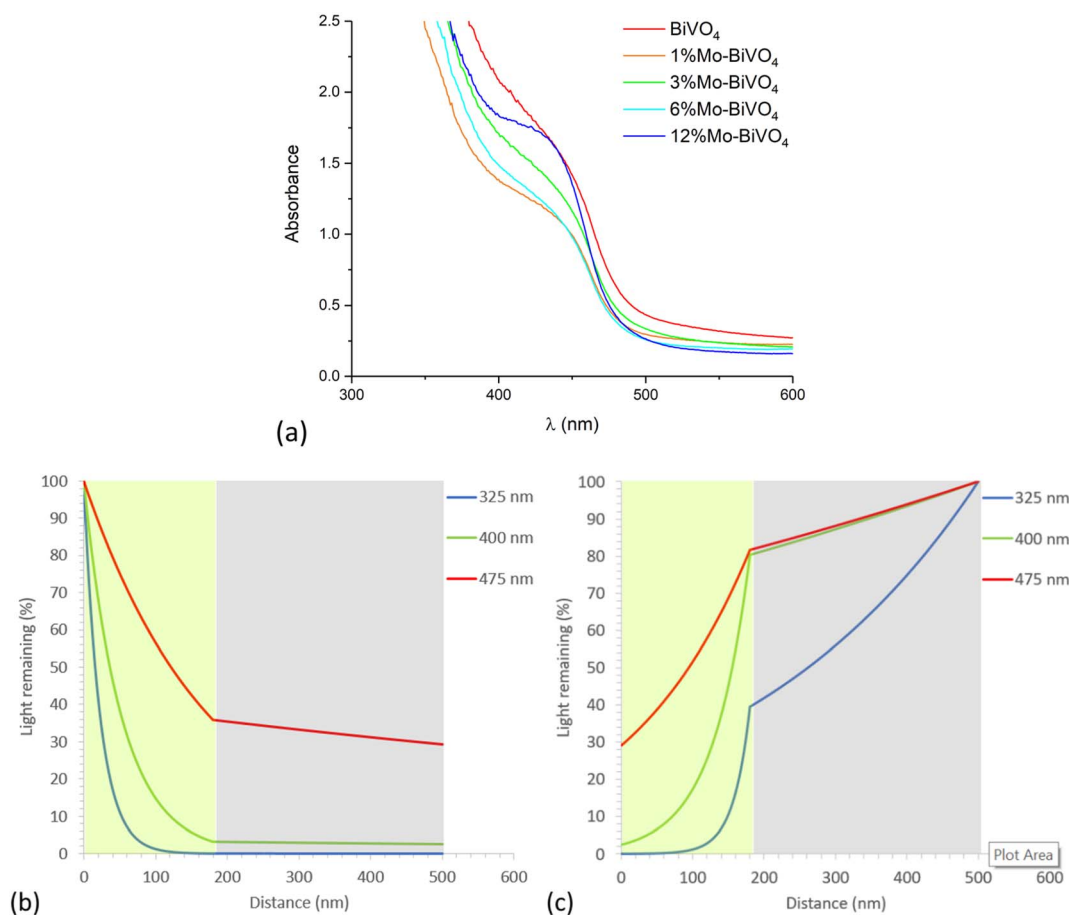 2.5
2.0
1.5
1.0
0.5
0.0
Absorbance
300 400 500 600
λ (nm)
BiVO4
1%Mo-BiVO4
3%Mo-BiVO4
6%Mo-BiVO4
12%Mo-BiVO4
(a)
100
90
80
70
60
50
40
30
20
10
0
Light remaining (%)
0 100 200 300 400 500 600
Distance (nm)
325 nm
400 nm
475 nm
(b)
100
90
80
70
60
50
40
30
20
10
0
Light remaining (%)
0 100 200 300 400 500 600
Distance (nm)
325 nm
400 nm
475 nm
Plot Area
(c)